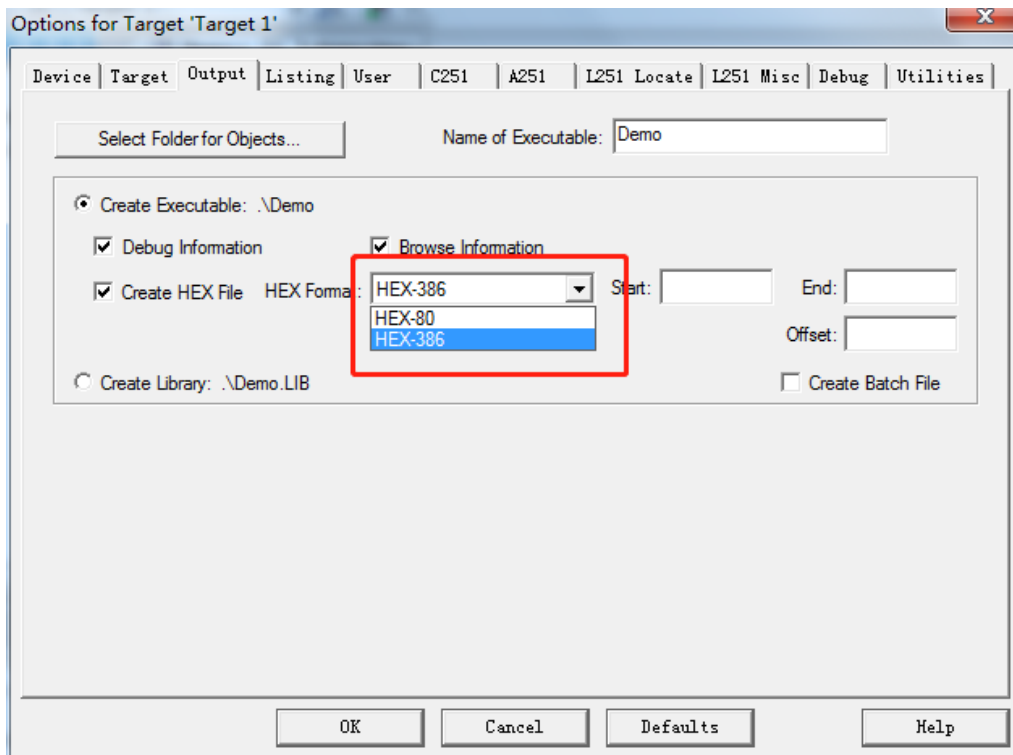 Options for Target 'Target 1'
x
Device Target Output Listing User C251 A251 L251 Locate L251 Misc Debug Utilities
Select Folder for Objects... Name of Executable: Demo
Create Executable: .\Demo
Debug Information Browse Information
Create HEX File HEX Format: HEX-386 Start: End:
HEX-80
HEX-386 Offset:
Create Library: .\Demo.LIB Create Batch File
OK Cancel Defaults Help